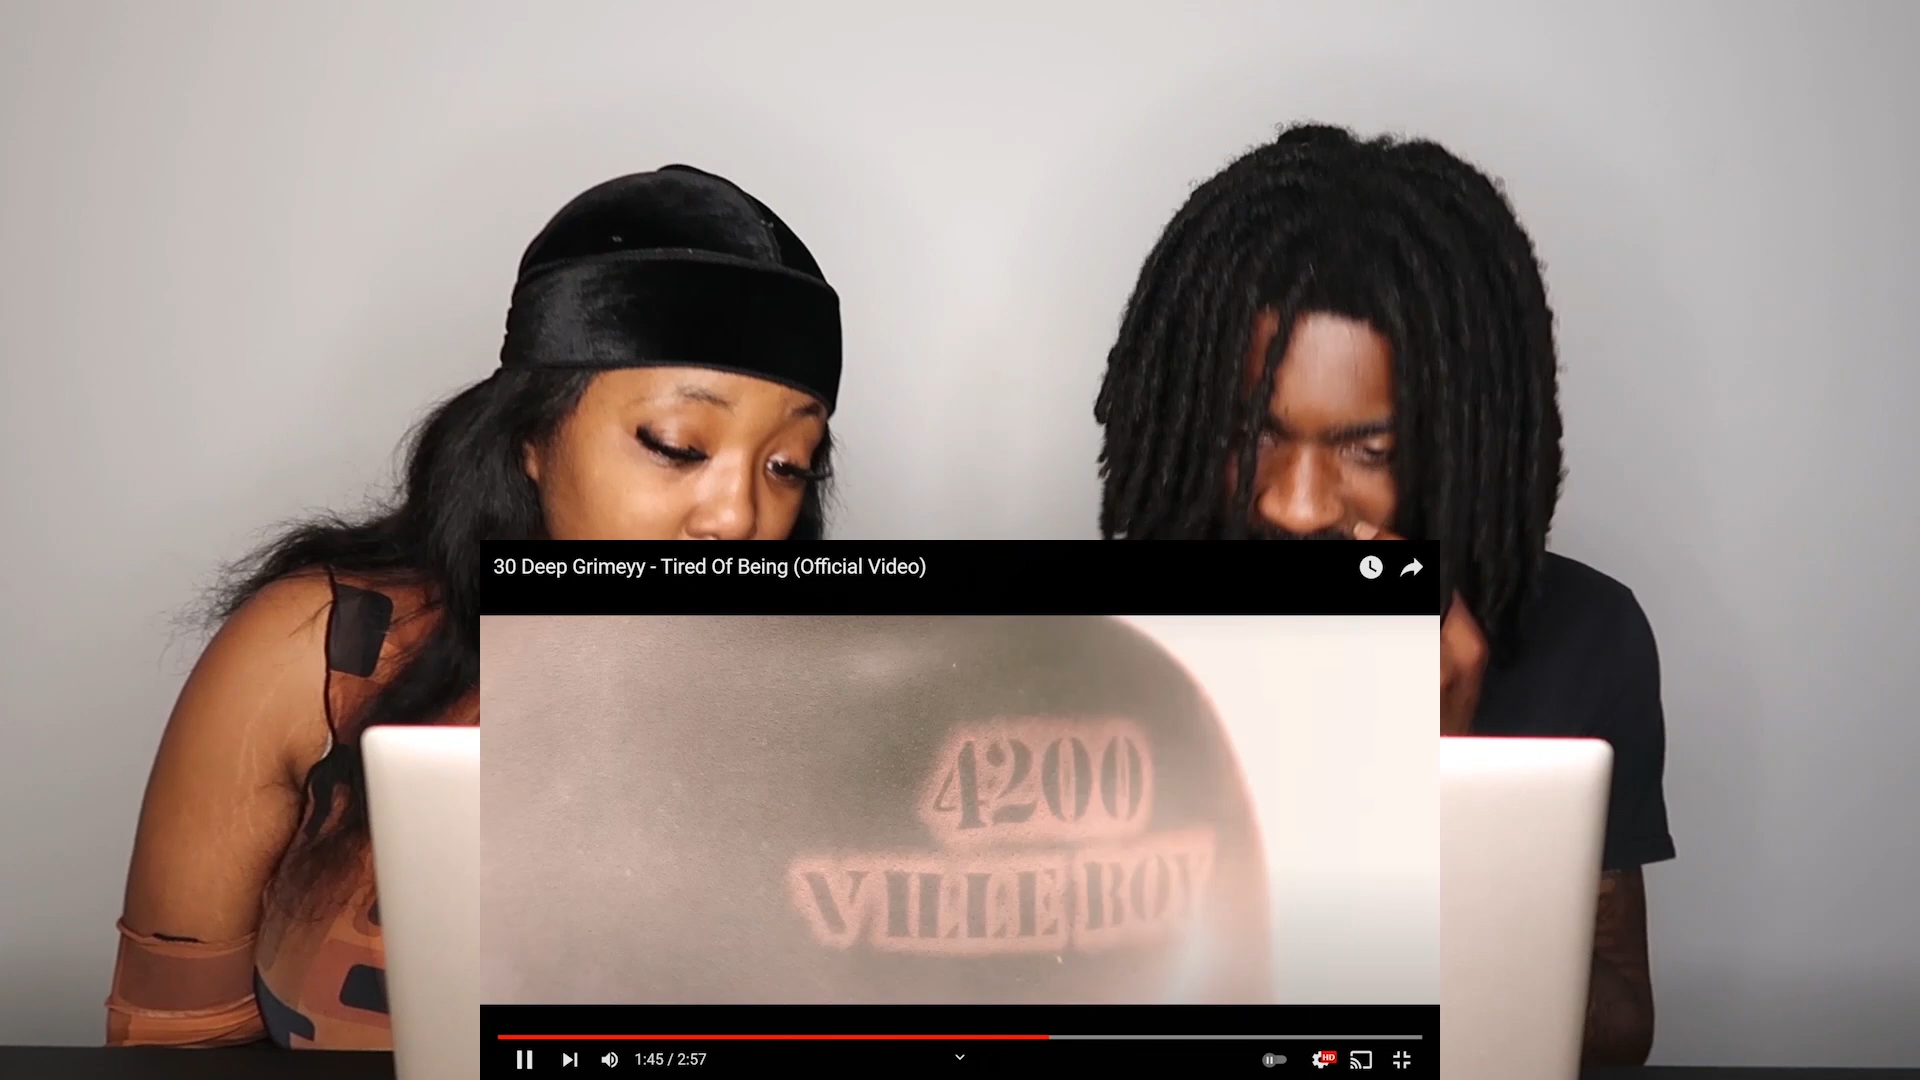 30 Deep Grimeyy - Tired Of Being (Official Video)
4200
VILLE BOY
1:45 / 2:57
HD